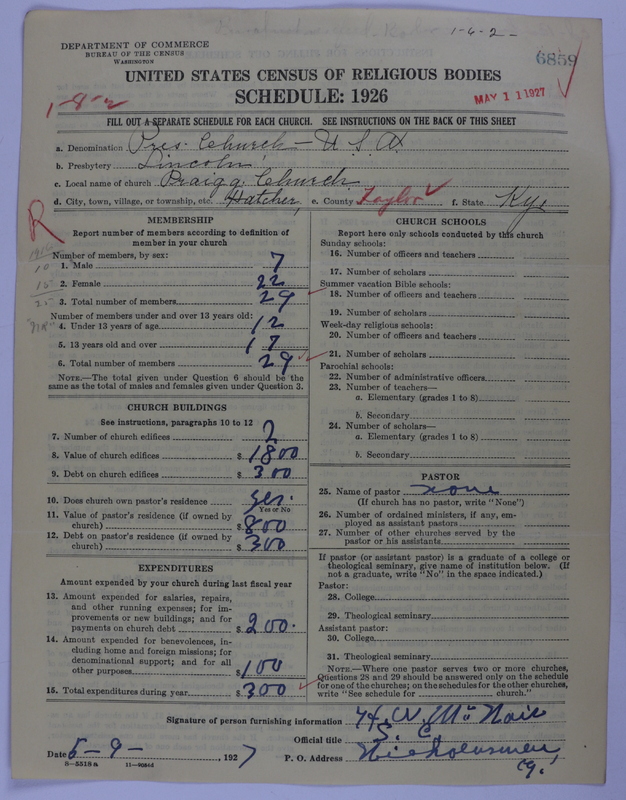 1-6-2-
DEPARTMENT OF COMMERCE
BUREAU OF THE CENSUS
WASHINGTON
6859
UNITED STATES CENSUS OF RELIGIOUS BODIES
SCHEDULE: 1926
1-8-2
MAY 11 1927
FILL OUT A SEPARATE SCHEDULE FOR EACH CHURCH. SEE INSTRUCTIONS ON THE BACK OF THIS SHEET
a. Denomination Pres. Church - U S A
b. Presbytery Lincoln
c. Local name of church Praigg Church
d. City, town, village, or township, etc. Hatcher, e. County Taylor f. State Ky,
R
MEMBERSHIP
Report number of members according to definition of
member in your church
Number of members, by sex:
1. Male 7
2. Female 22
3. Total number of members 29
Number of members under and over 13 years old:
4. Under 13 years of age 12
5. 13 years old and over 17
6. Total number of members 29
NOTE.—The total given under Question 6 should be the
same as the total of males and females given under Question 3.
CHURCH BUILDINGS
See instructions, paragraphs 10 to 12
7. Number of church edifices 2
8. Value of church edifices $ 1800
9. Debt on church edifices $ 300
10. Does church own pastor's residence yes.
Yes or No
11. Value of pastor's residence (if owned by
church) $ 800
12. Debt on pastor's residence (if owned by
church) $ 300
EXPENDITURES
Amount expended by your church during last fiscal year
13. Amount expended for salaries, repairs,
and other running expenses; for im-
provements or new buildings; and for
payments on church debt $ 200.
14. Amount expended for benevolences, in-
cluding home and foreign missions; for
denominational support; and for all
other purposes $ 100
15. Total expenditures during year $ 300
CHURCH SCHOOLS
Report here only schools conducted by this church
Sunday schools:
16. Number of officers and teachers
17. Number of scholars
Summer vacation Bible schools:
18. Number of officers and teachers
19. Number of scholars
Week-day religious schools:
20. Number of officers and teachers
21. Number of scholars
Parochial schools:
22. Number of administrative officers
23. Number of teachers—
a. Elementary (grades 1 to 8)
b. Secondary
24. Number of scholars—
a. Elementary (grades 1 to 8)
b. Secondary
PASTOR
25. Name of pastor none
(If church has no pastor, write "None")
26. Number of ordained ministers, if any, em-
ployed as assistant pastors
27. Number of other churches served by the
pastor or his assistants
If pastor (or assistant pastor) is a graduate of a college or
theological seminary, give name of institution below. (If
not a graduate, write "No" in the space indicated.)
Pastor:
28. College
29. Theological seminary
Assistant pastor:
30. College
31. Theological seminary
NOTE.—Where one pastor serves two or more churches,
Questions 28 and 29 should be answered only on the schedule
for one of the churches; on the schedules for the other churches,
write "See schedule for church."
Signature of person furnishing information H. W. McNair
Official title S. C.
Date 5-9-, 1927 P. O. Address
8-5318 a